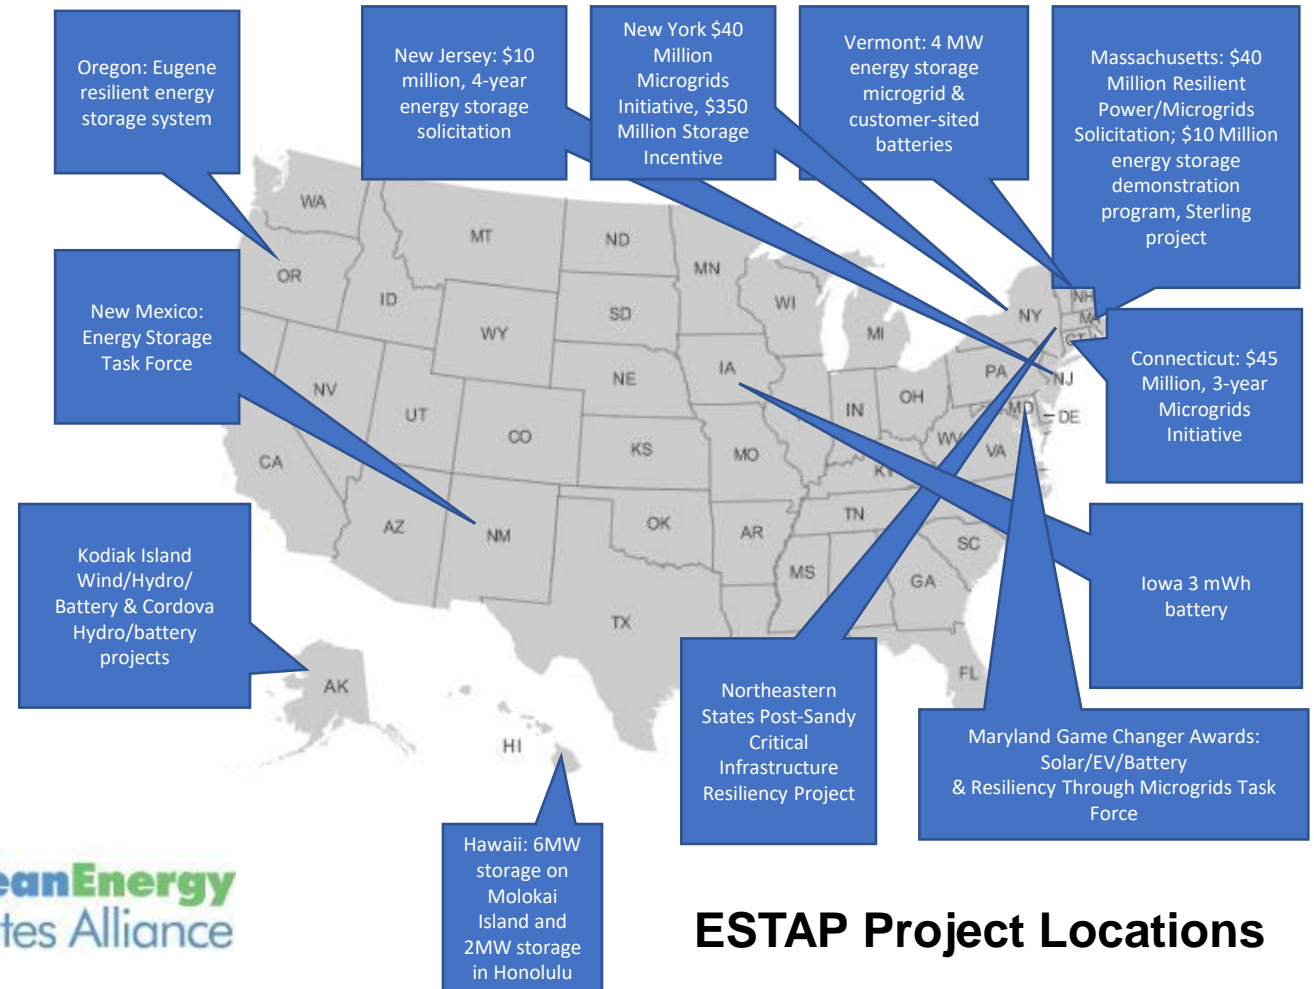 Oregon: Eugene
resilient energy
storage system
New Jersey: $10
million, 4-year
energy storage
solicitation
New York $40
Million
Microgrids
Initiative, $350
Million Storage
Incentive
Vermont: 4 MW
energy storage
microgrid &
customer-sited
batteries
Massachusetts: $40
Million Resilient
Power/Microgrids
Solicitation; $10 Million
energy storage
demonstration
program, Sterling
project
New Mexico:
Energy Storage
Task Force
Connecticut: $45
Million, 3-year
Microgrids
Initiative
Kodiak Island
Wind/Hydro/
Battery & Cordova
Hydro/battery
projects
Iowa 3 mWh
battery
Northeastern
States Post-Sandy
Critical
Infrastructure
Resiliency Project
Maryland Game Changer Awards:
Solar/EV/Battery
& Resiliency Through Microgrids Task
Force
Hawaii: 6MW
storage on
Molokai
Island and
2MW storage
in Honolulu
WA
MT
ND
MN
OR
ID
WY
SD
WI
MI
NY
NH
MA
CT
NV
UT
CO
NE
IA
IN
OH
PA
NJ
MD
DE
CA
KS
MO
KY
WV
VA
AZ
NM
OK
AR
TN
SC
MS
GA
TX
FL
AK
HI
eanEnergy
tes Alliance
ESTAP Project Locations